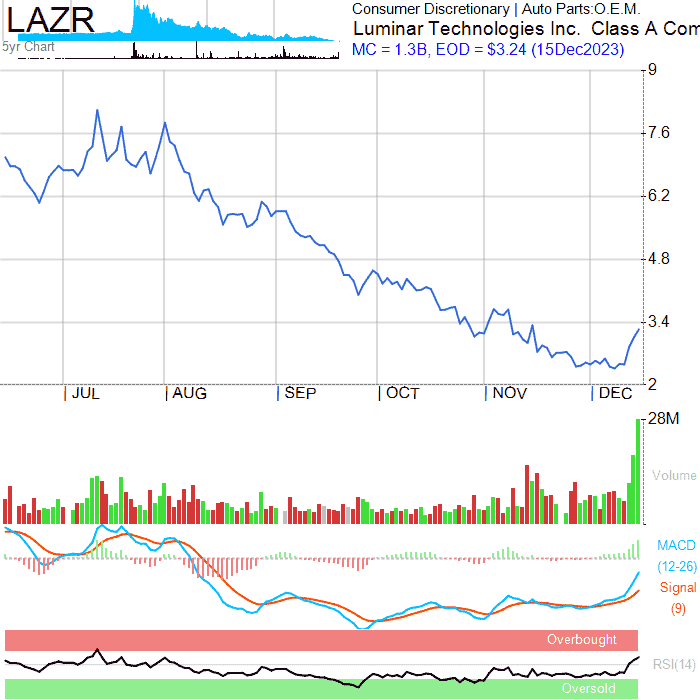 LAZR
5yr Chart
Consumer Discretionary | Auto Parts:O.E.M.
Luminar Technologies Inc. Class A Com
MC = 1.3B, EOD = $3.24 (15Dec2023)
9
7.6
6.2
4.8
3.4
2
JUL AUG SEP OCT NOV DEC
28M
Volume
MACD
(12-26)
Signal
(9)
Overbought
RSI(14)
Oversold